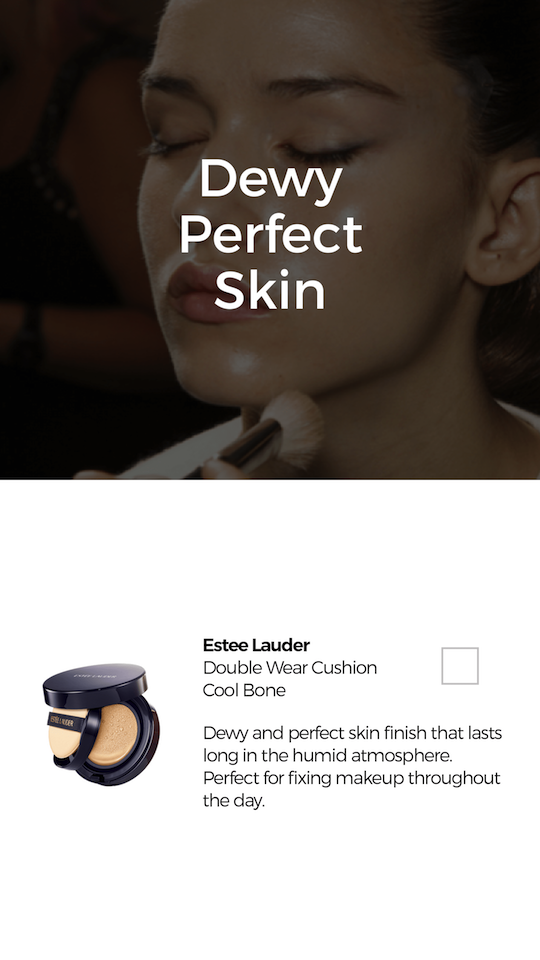 Dewy
Perfect
Skin
Estee Lauder
Double Wear Cushion
Cool Bone
ESTĒE LAUDER
Dewy and perfect skin finish that lasts
long in the humid atmosphere.
Perfect for fixing makeup throughout
the day.